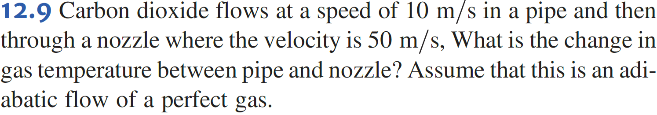 12.9 Carbon dioxide flows at a speed of 10 m/s in a pipe and then
through a nozzle where the velocity is 50 m/s, What is the change in
gas temperature between pipe and nozzle? Assume that this is an adi-
abatic flow of a perfect gas.